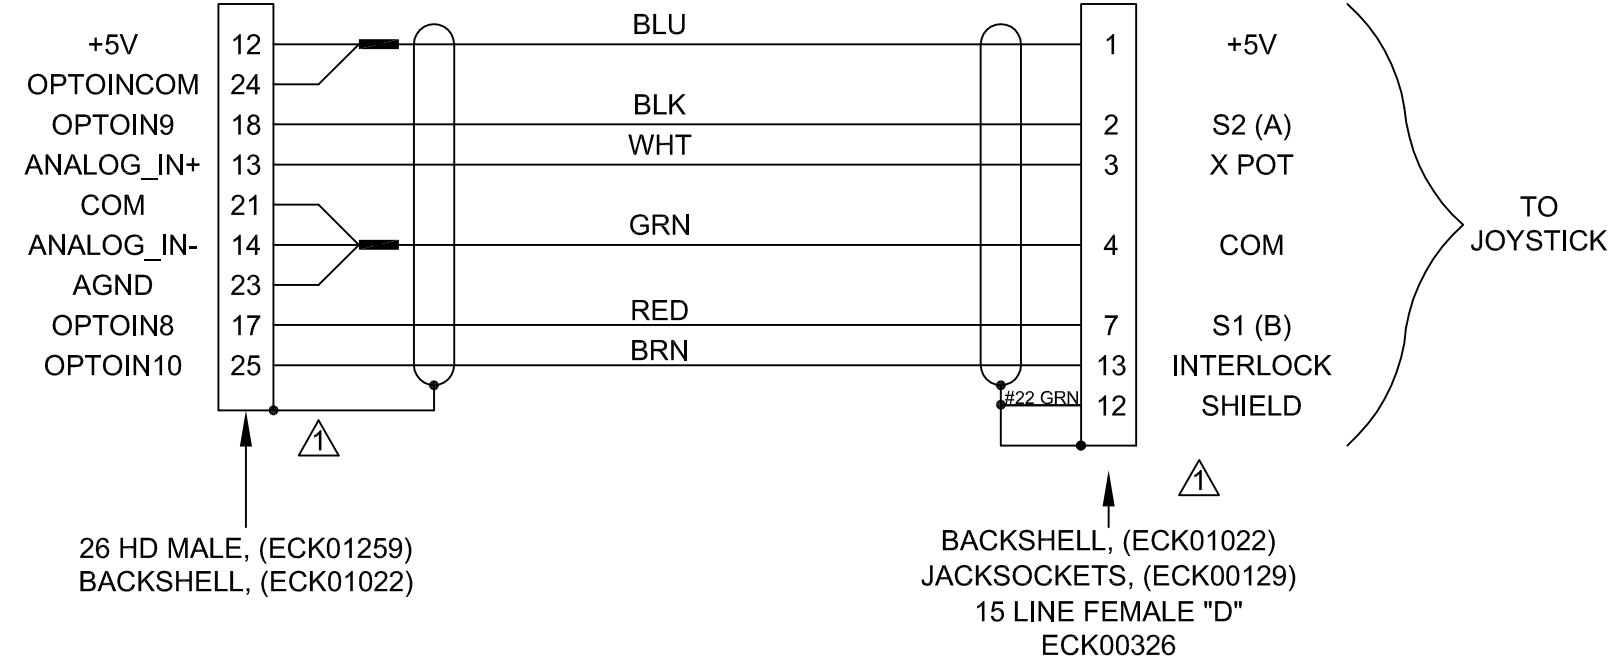 +5V 12 BLU 1 +5V
OPTOINCOM 24
OPTOIN9 18 BLK 2 S2 (A)
ANALOG_IN+ 13 WHT 3 X POT
COM 21
ANALOG_IN- 14 GRN 4 COM
AGND 23
OPTOIN8 17 RED 7 S1 (B)
OPTOIN10 25 BRN 13 INTERLOCK
#22 GRN 12 SHIELD
TO
JOYSTICK
1
1
26 HD MALE, (ECK01259)
BACKSHELL, (ECK01022)
BACKSHELL, (ECK01022)
JACKSOCKETS, (ECK00129)
15 LINE FEMALE "D"
ECK00326